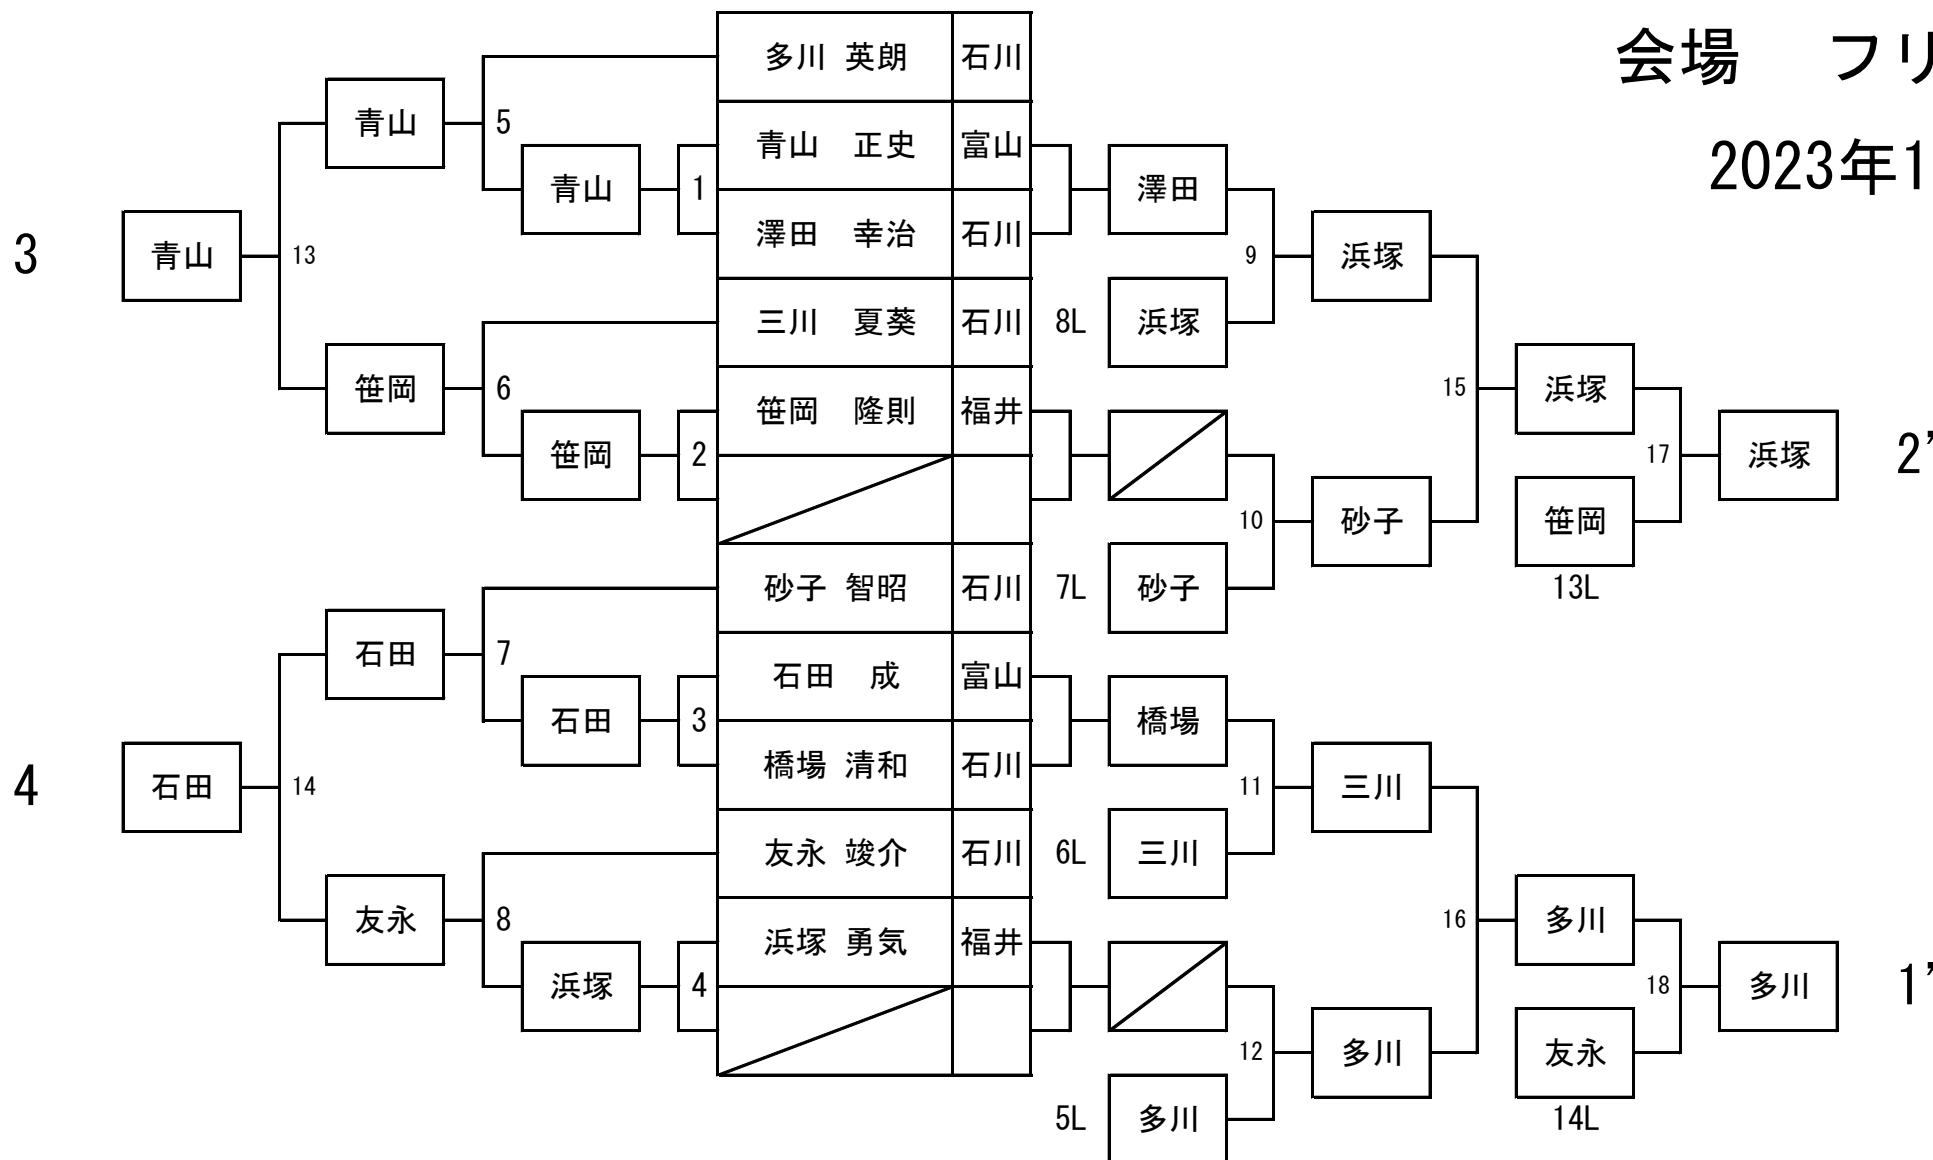 多川 英朗 石川 会場 フリ
青山 5 青山 正史 富山 2023年1
青山 1 澤田
3 青山 13 澤田 幸治 石川 9 浜塚
三川 夏葵 石川 8L 浜塚
笹岡 6 笹岡 隆則 福井 15 浜塚
笹岡 2 17 浜塚 2’
10 砂子 笹岡
砂子 智昭 石川 7L 砂子 13L
石田 7 石田 成 富山
石田 3 橋場
4 石田 14 橋場 清和 石川 11 三川
友永 竣介 石川 6L 三川
友永 8 浜塚 勇気 福井 16 多川
浜塚 4 18 多川 1’
12 多川 友永
5L 多川 14L